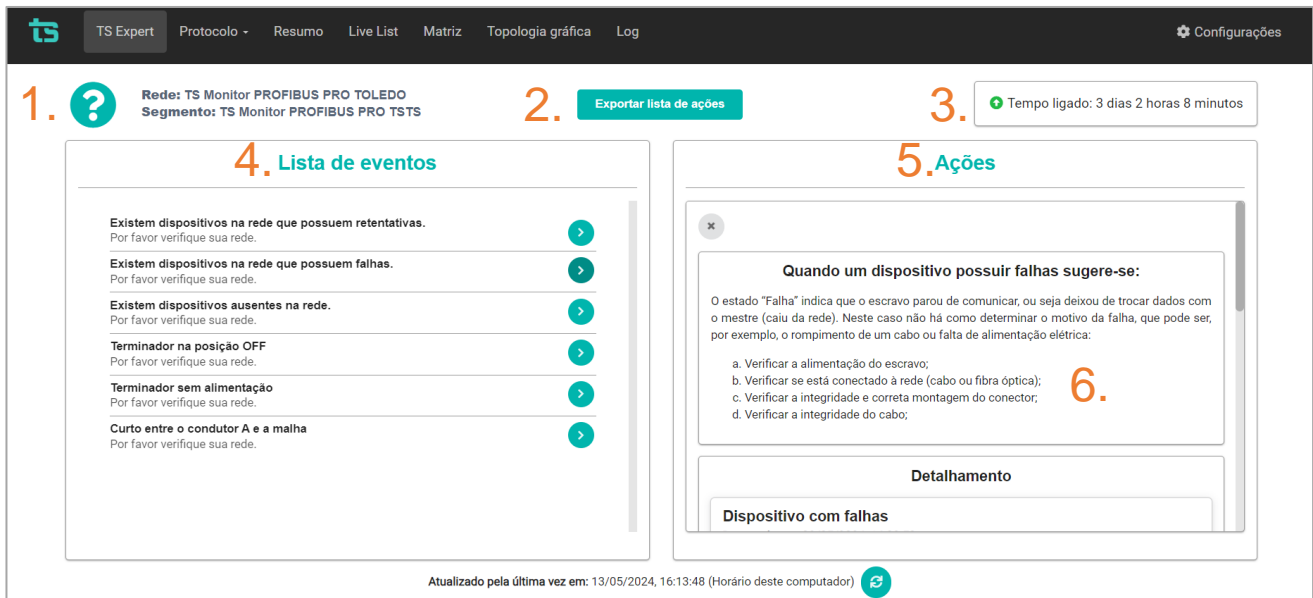 ts TS Expert Protocolo Resumo Live List Matriz Topologia gráfica Log Configurações
1. ? Rede: TS Monitor PROFIBUS PRO TOLEDO
Segmento: TS Monitor PROFIBUS PRO TSTS
2. Exportar lista de ações
3. Tempo ligado: 3 dias 2 horas 8 minutos
4. Lista de eventos
Existem dispositivos na rede que possuem retentativas.
Por favor verifique sua rede.
Existem dispositivos na rede que possuem falhas.
Por favor verifique sua rede.
Existem dispositivos ausentes na rede.
Por favor verifique sua rede.
Terminador na posição OFF
Por favor verifique sua rede.
Terminador sem alimentação
Por favor verifique sua rede.
Curto entre o condutor A e a malha
Por favor verifique sua rede.
5. Ações
Quando um dispositivo possuir falhas sugere-se:
O estado “Falha” indica que o escravo parou de comunicar, ou seja deixou de trocar dados com
o mestre (caiu da rede). Neste caso não há como determinar o motivo da falha, que pode ser,
por exemplo, o rompimento de um cabo ou falta de alimentação elétrica:
a. Verificar a alimentação do escravo;
b. Verificar se está conectado à rede (cabo ou fibra óptica);
c. Verificar a integridade e correta montagem do conector;
d. Verificar a integridade do cabo;
6.
Detalhamento
Dispositivo com falhas
Atualizado pela última vez em: 13/05/2024, 16:13:48 (Horário deste computador)